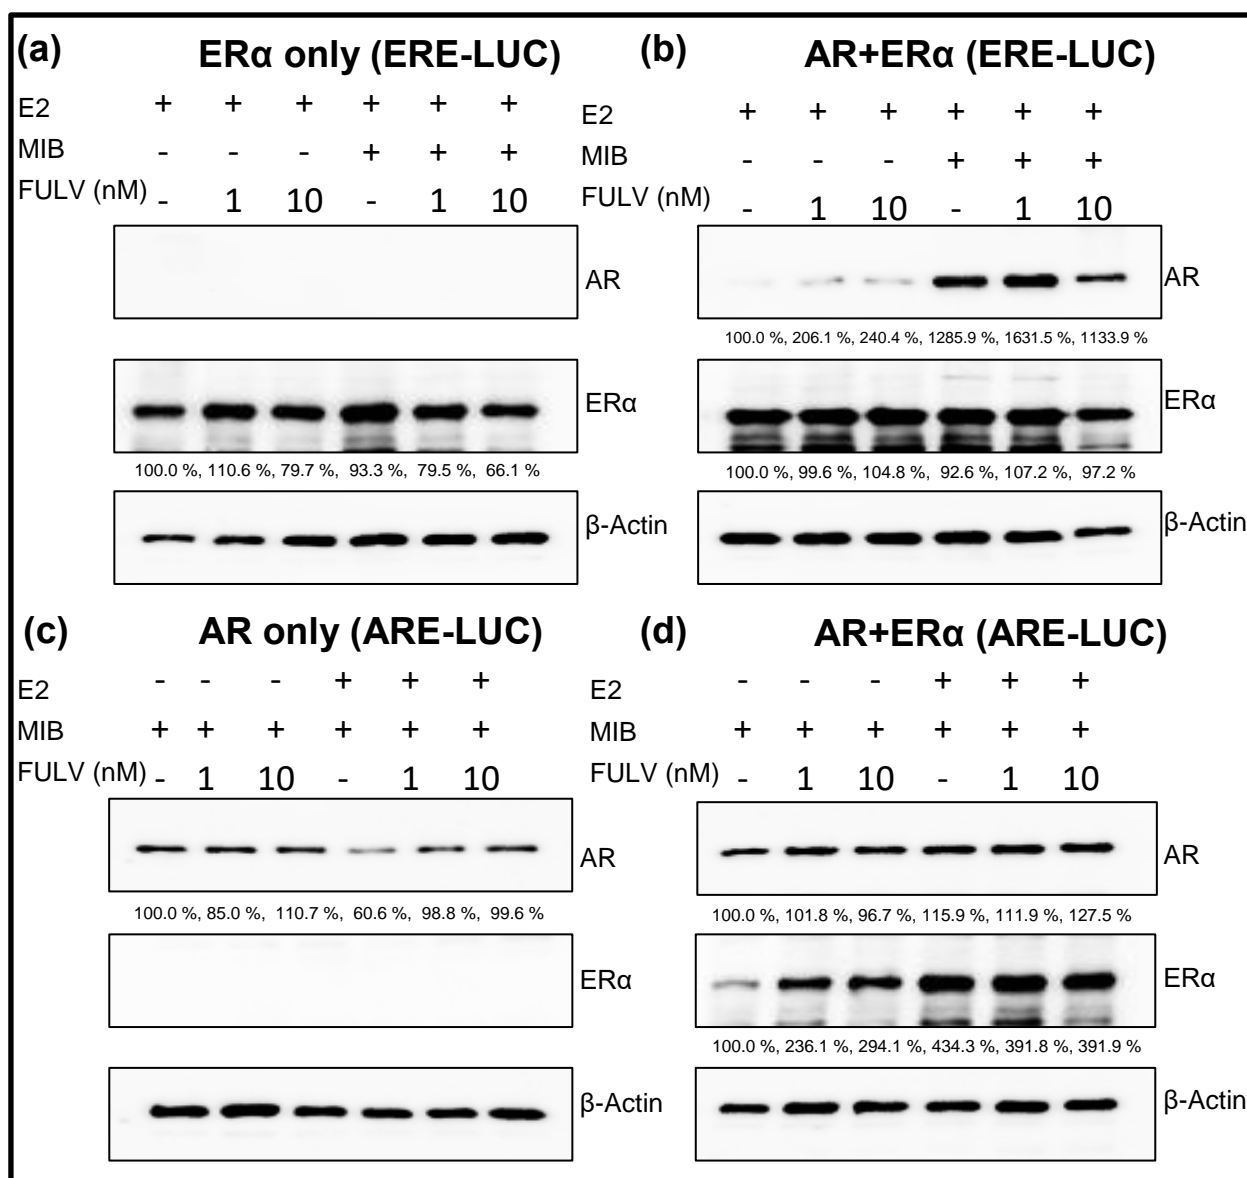 (a) ERα only (ERE-LUC)
E2 + + + + + +
MIB - - - + + +
FULV (nM) - 1 10 - 1 10
AR
ERα
100.0 %, 110.6 %, 79.7 %, 93.3 %, 79.5 %, 66.1 %
β-Actin
(b) AR+ERα (ERE-LUC)
E2 + + + + + +
MIB - - - + + +
FULV (nM) - 1 10 - 1 10
AR
100.0 %, 206.1 %, 240.4 %, 1285.9 %, 1631.5 %, 1133.9 %
ERα
100.0 %, 99.6 %, 104.8 %, 92.6 %, 107.2 %, 97.2 %
β-Actin
(c) AR only (ARE-LUC)
E2 - - - + + +
MIB + + + + + +
FULV (nM) - 1 10 - 1 10
AR
100.0 %, 85.0 %, 110.7 %, 60.6 %, 98.8 %, 99.6 %
ERα
β-Actin
(d) AR+ERα (ARE-LUC)
E2 - - - + + +
MIB + + + + + +
FULV (nM) - 1 10 - 1 10
AR
100.0 %, 101.8 %, 96.7 %, 115.9 %, 111.9 %, 127.5 %
ERα
100.0 %, 236.1 %, 294.1 %, 434.3 %, 391.8 %, 391.9 %
β-Actin